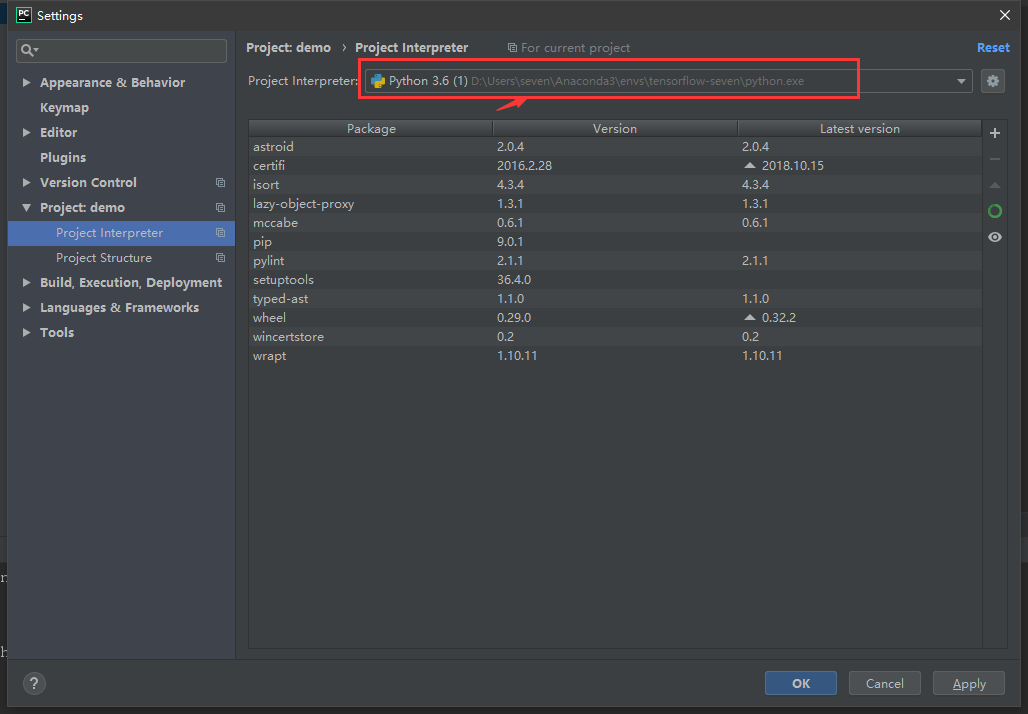 PC Settings
Project: demo › Project Interpreter For current project Reset
Project Interpreter: Python 3.6 (1) D:\Users\seven\Anaconda3\envs\tensorflow-seven\python.exe
Appearance & Behavior
Keymap
Editor
Plugins
Version Control
Project: demo
Project Interpreter
Project Structure
Build, Execution, Deployment
Languages & Frameworks
Tools
Package Version Latest version
astroid 2.0.4 2.0.4
certifi 2016.2.28 2018.10.15
isort 4.3.4 4.3.4
lazy-object-proxy 1.3.1 1.3.1
mccabe 0.6.1 0.6.1
pip 9.0.1
pylint 2.1.1 2.1.1
setuptools 36.4.0
typed-ast 1.1.0 1.1.0
wheel 0.29.0 0.32.2
wincertstore 0.2 0.2
wrapt 1.10.11 1.10.11
? OK Cancel Apply